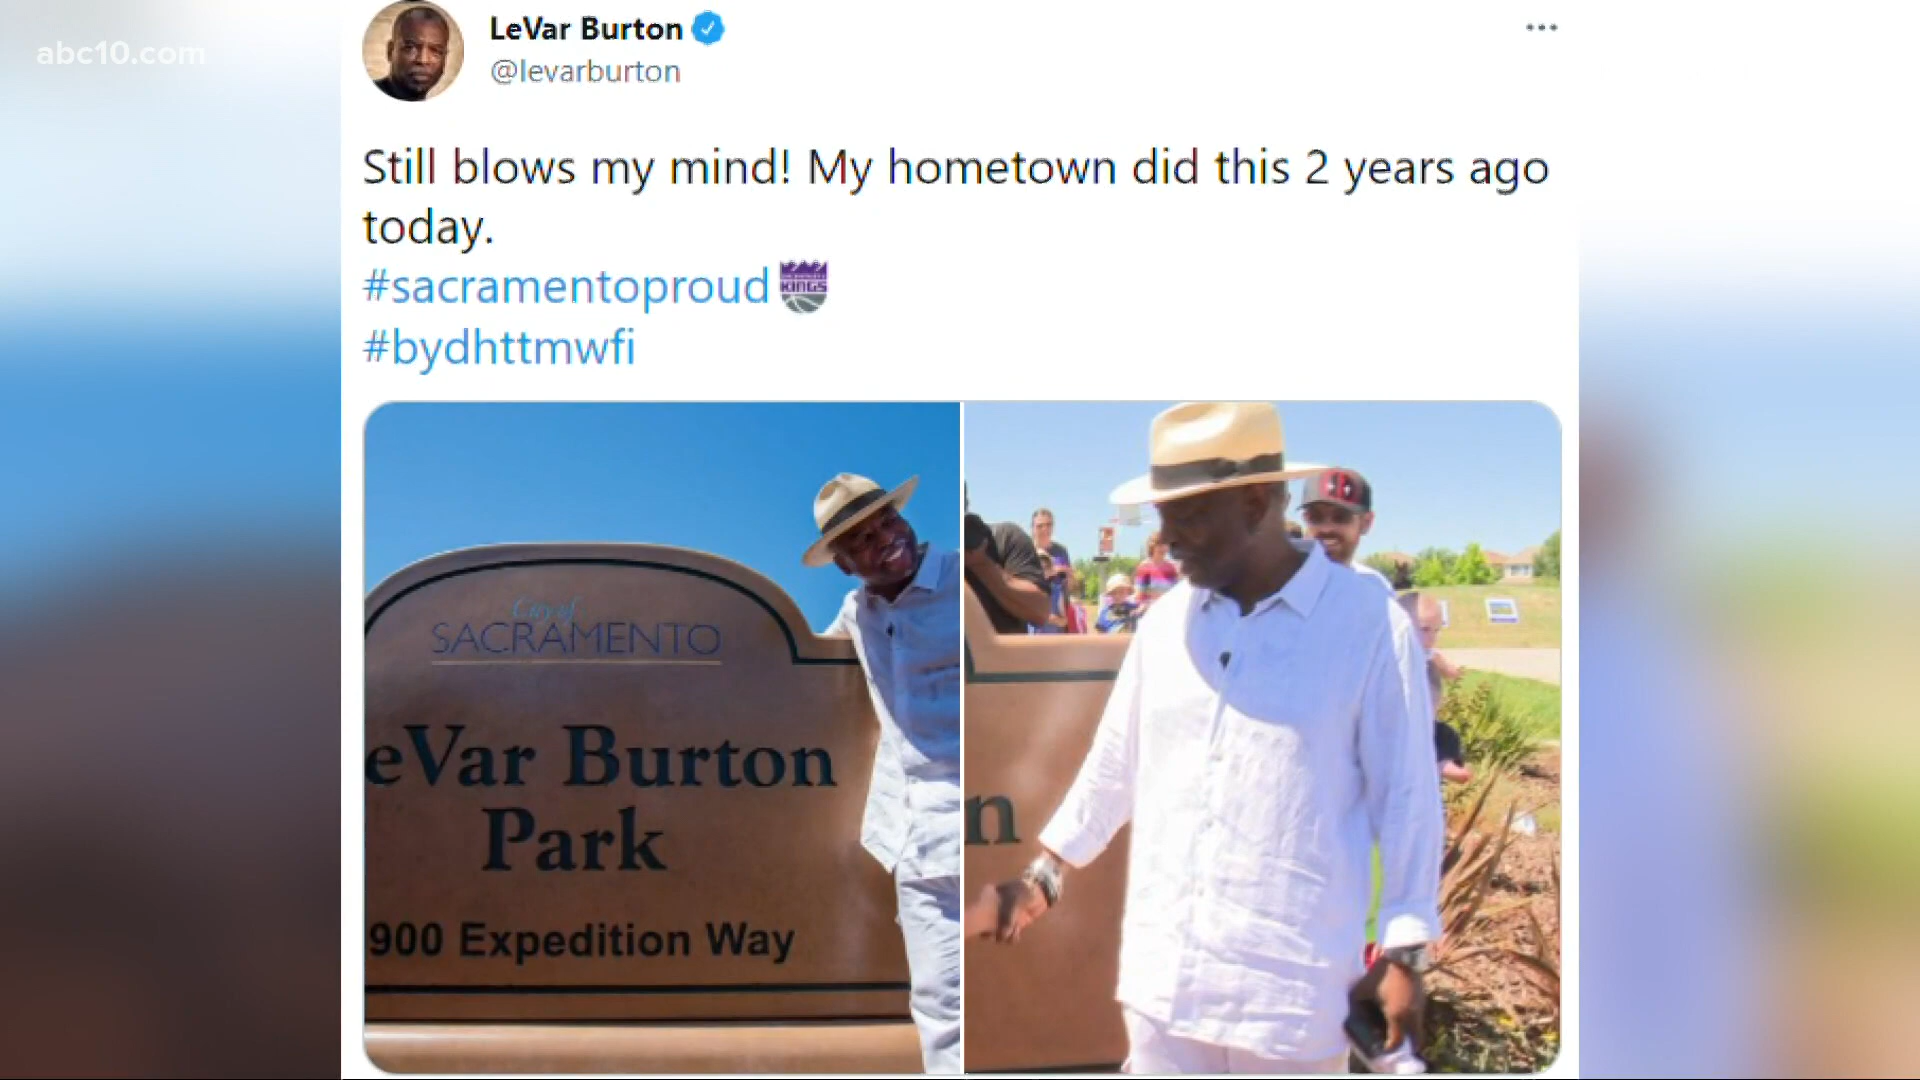 abc10.com
LeVar Burton
@levarburton
Still blows my mind! My hometown did this 2 years ago
today.
#sacramentoproud
KINGS
#bydhttmwfi
City of
SACRAMENTO
eVar Burton
Park
900 Expedition Way
n